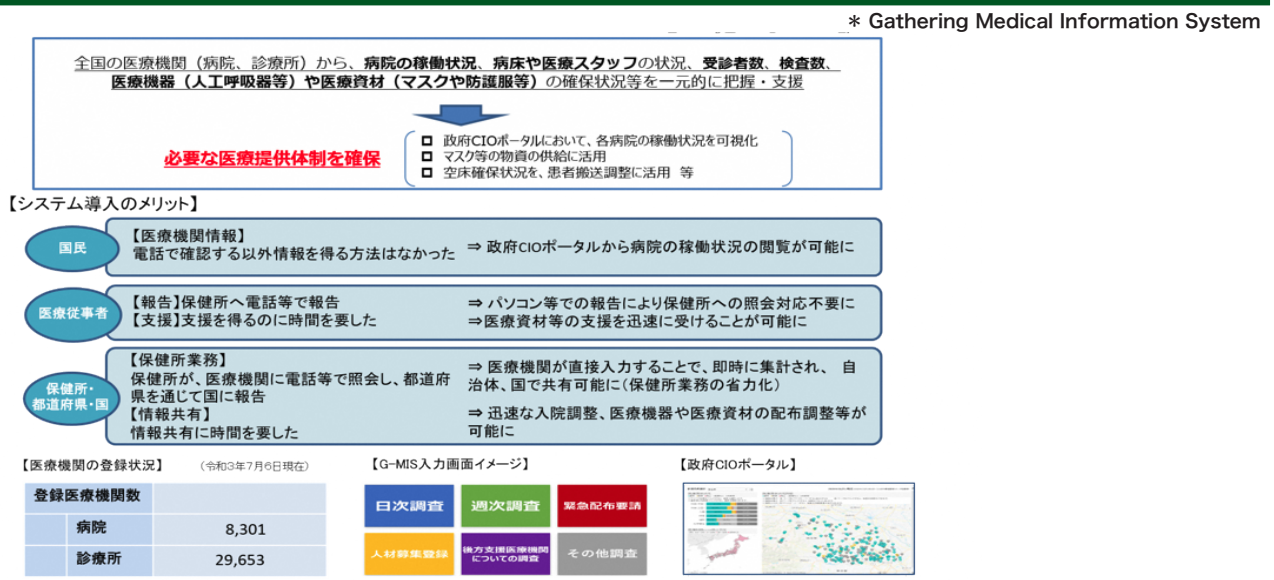 * Gathering Medical Information System
全国の医療機関（病院、診療所）から、病院の稼働状況、病床や医療スタッフの状況、受診者数、検査数、
医療機器（人工呼吸器等）や医療資材（マスクや防護服等）の確保状況等を一元的に把握・支援
必要な医療提供体制を確保
政府CIOポータルにおいて、各病院の稼働状況を可視化
マスク等の物資の供給に活用
空床確保状況を、患者搬送調整に活用 等
【システム導入のメリット】
国民
【医療機関情報】
電話で確認する以外情報を得る方法はなかった
⇒ 政府CIOポータルから病院の稼働状況の閲覧が可能に
医療従事者
【報告】保健所へ電話等で報告
【支援】支援を得るのに時間を要した
⇒ パソコン等での報告により保健所への照会対応不要に
⇒医療資材等の支援を迅速に受けることが可能に
保健所・
都道府県・国
【保健所業務】
保健所が、医療機関に電話等で照会し、都道府
県を通じて国に報告
【情報共有】
情報共有に時間を要した
⇒ 医療機関が直接入力することで、即時に集計され、 自
治体、国で共有可能に（保健所業務の省力化）
⇒ 迅速な入院調整、医療機器や医療資材の配布調整等が
可能に
【医療機関の登録状況】 （令和3年7月6日現在）
登録医療機関数
病院 8,301
診療所 29,653
【G-MIS入力画面イメージ】
日次調査
週次調査
緊急配布要請
人材募集登録
後方支援医療機関
についての調査
その他調査
【政府CIOポータル】